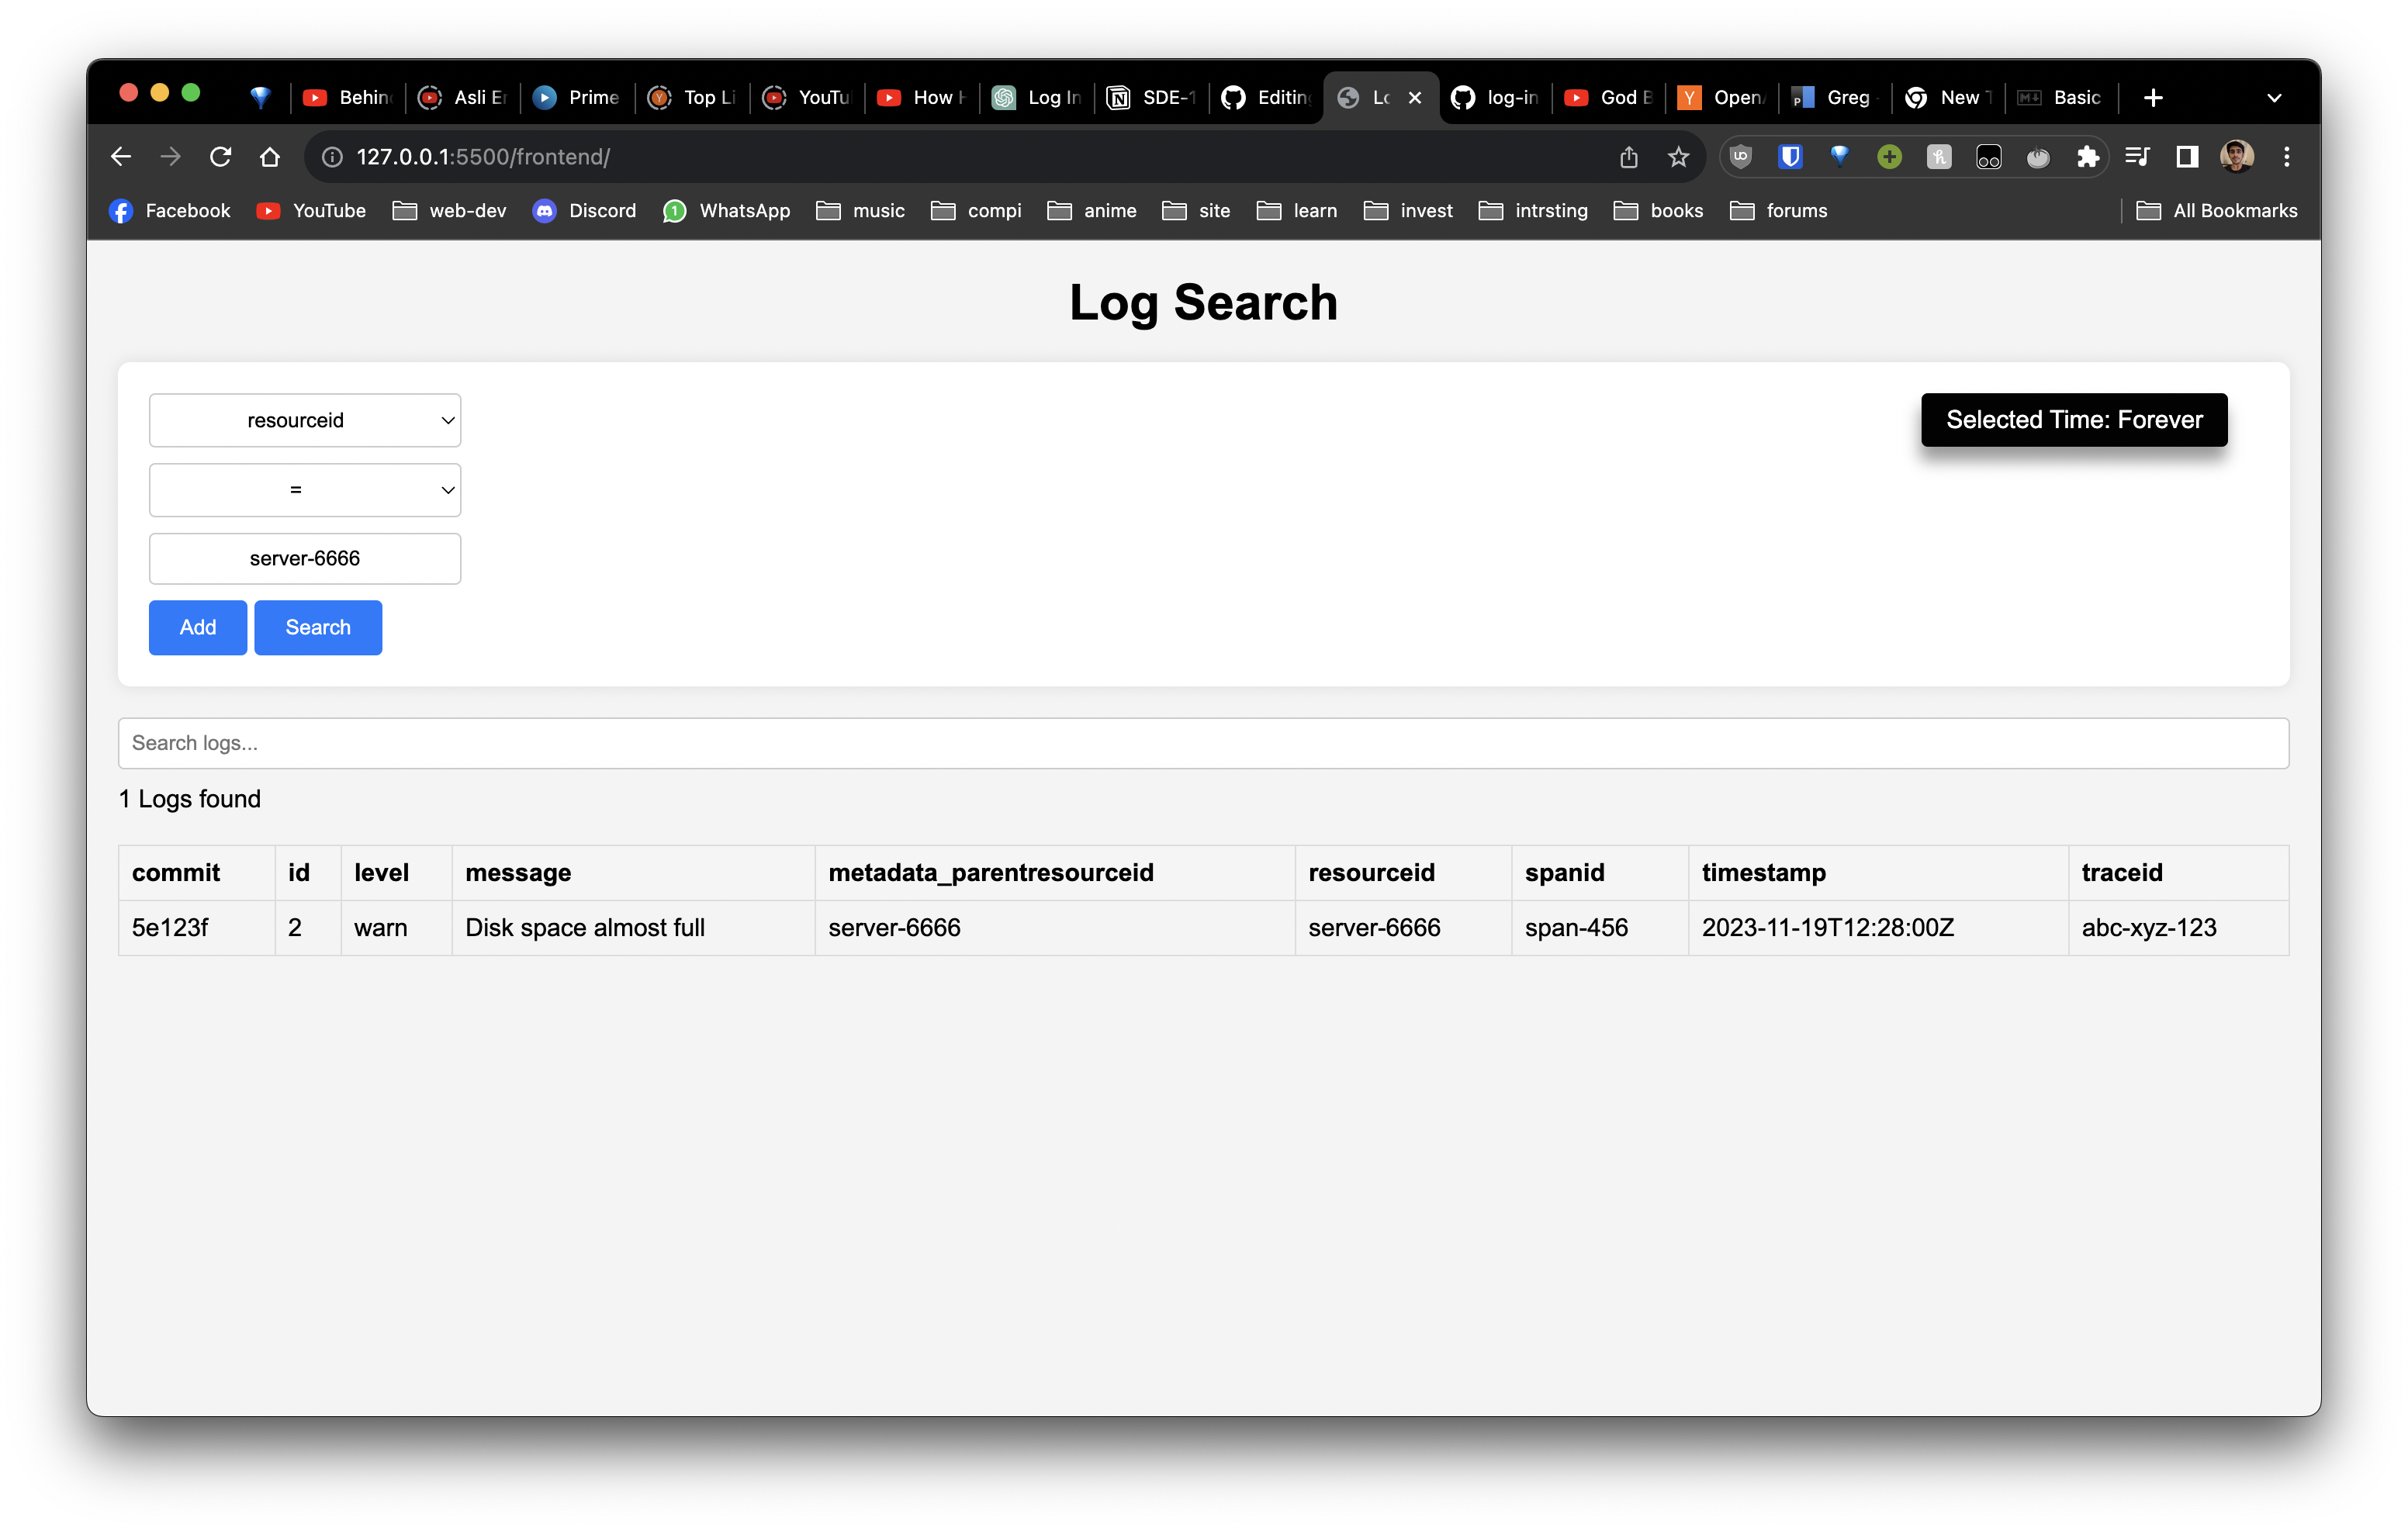 Behin Asli Er Prime Top Li YouTu How H Log In SDE-1 Editin Lo log-in God B OpenA Greg New T Basic
127.0.0.1:5500/frontend/
Facebook YouTube web-dev Discord 1 WhatsApp music compi anime site learn invest intrsting books forums All Bookmarks
Log Search
resourceid
Selected Time: Forever
=
server-6666
Add Search
Search logs...
1 Logs found
commit id level message metadata_parentresourceid resourceid spanid timestamp traceid
5e123f 2 warn Disk space almost full server-6666 server-6666 span-456 2023-11-19T12:28:00Z abc-xyz-123